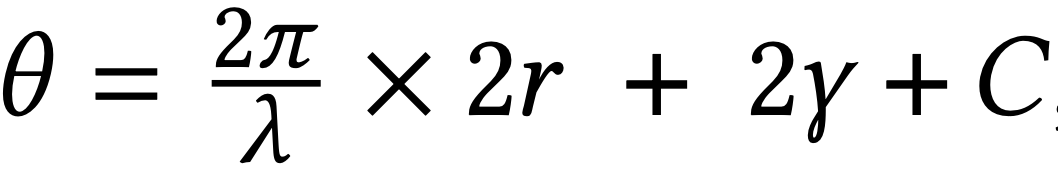 θ = 2π/λ × 2r + 2γ + C